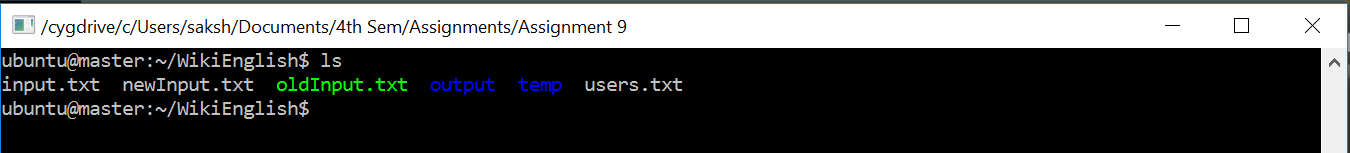 /cygdrive/c/Users/saksh/Documents/4th Sem/Assignments/Assignment 9
ubuntu@master:~/WikiEnglish$ ls
input.txt  newInput.txt  oldInput.txt  output  temp  users.txt
ubuntu@master:~/WikiEnglish$